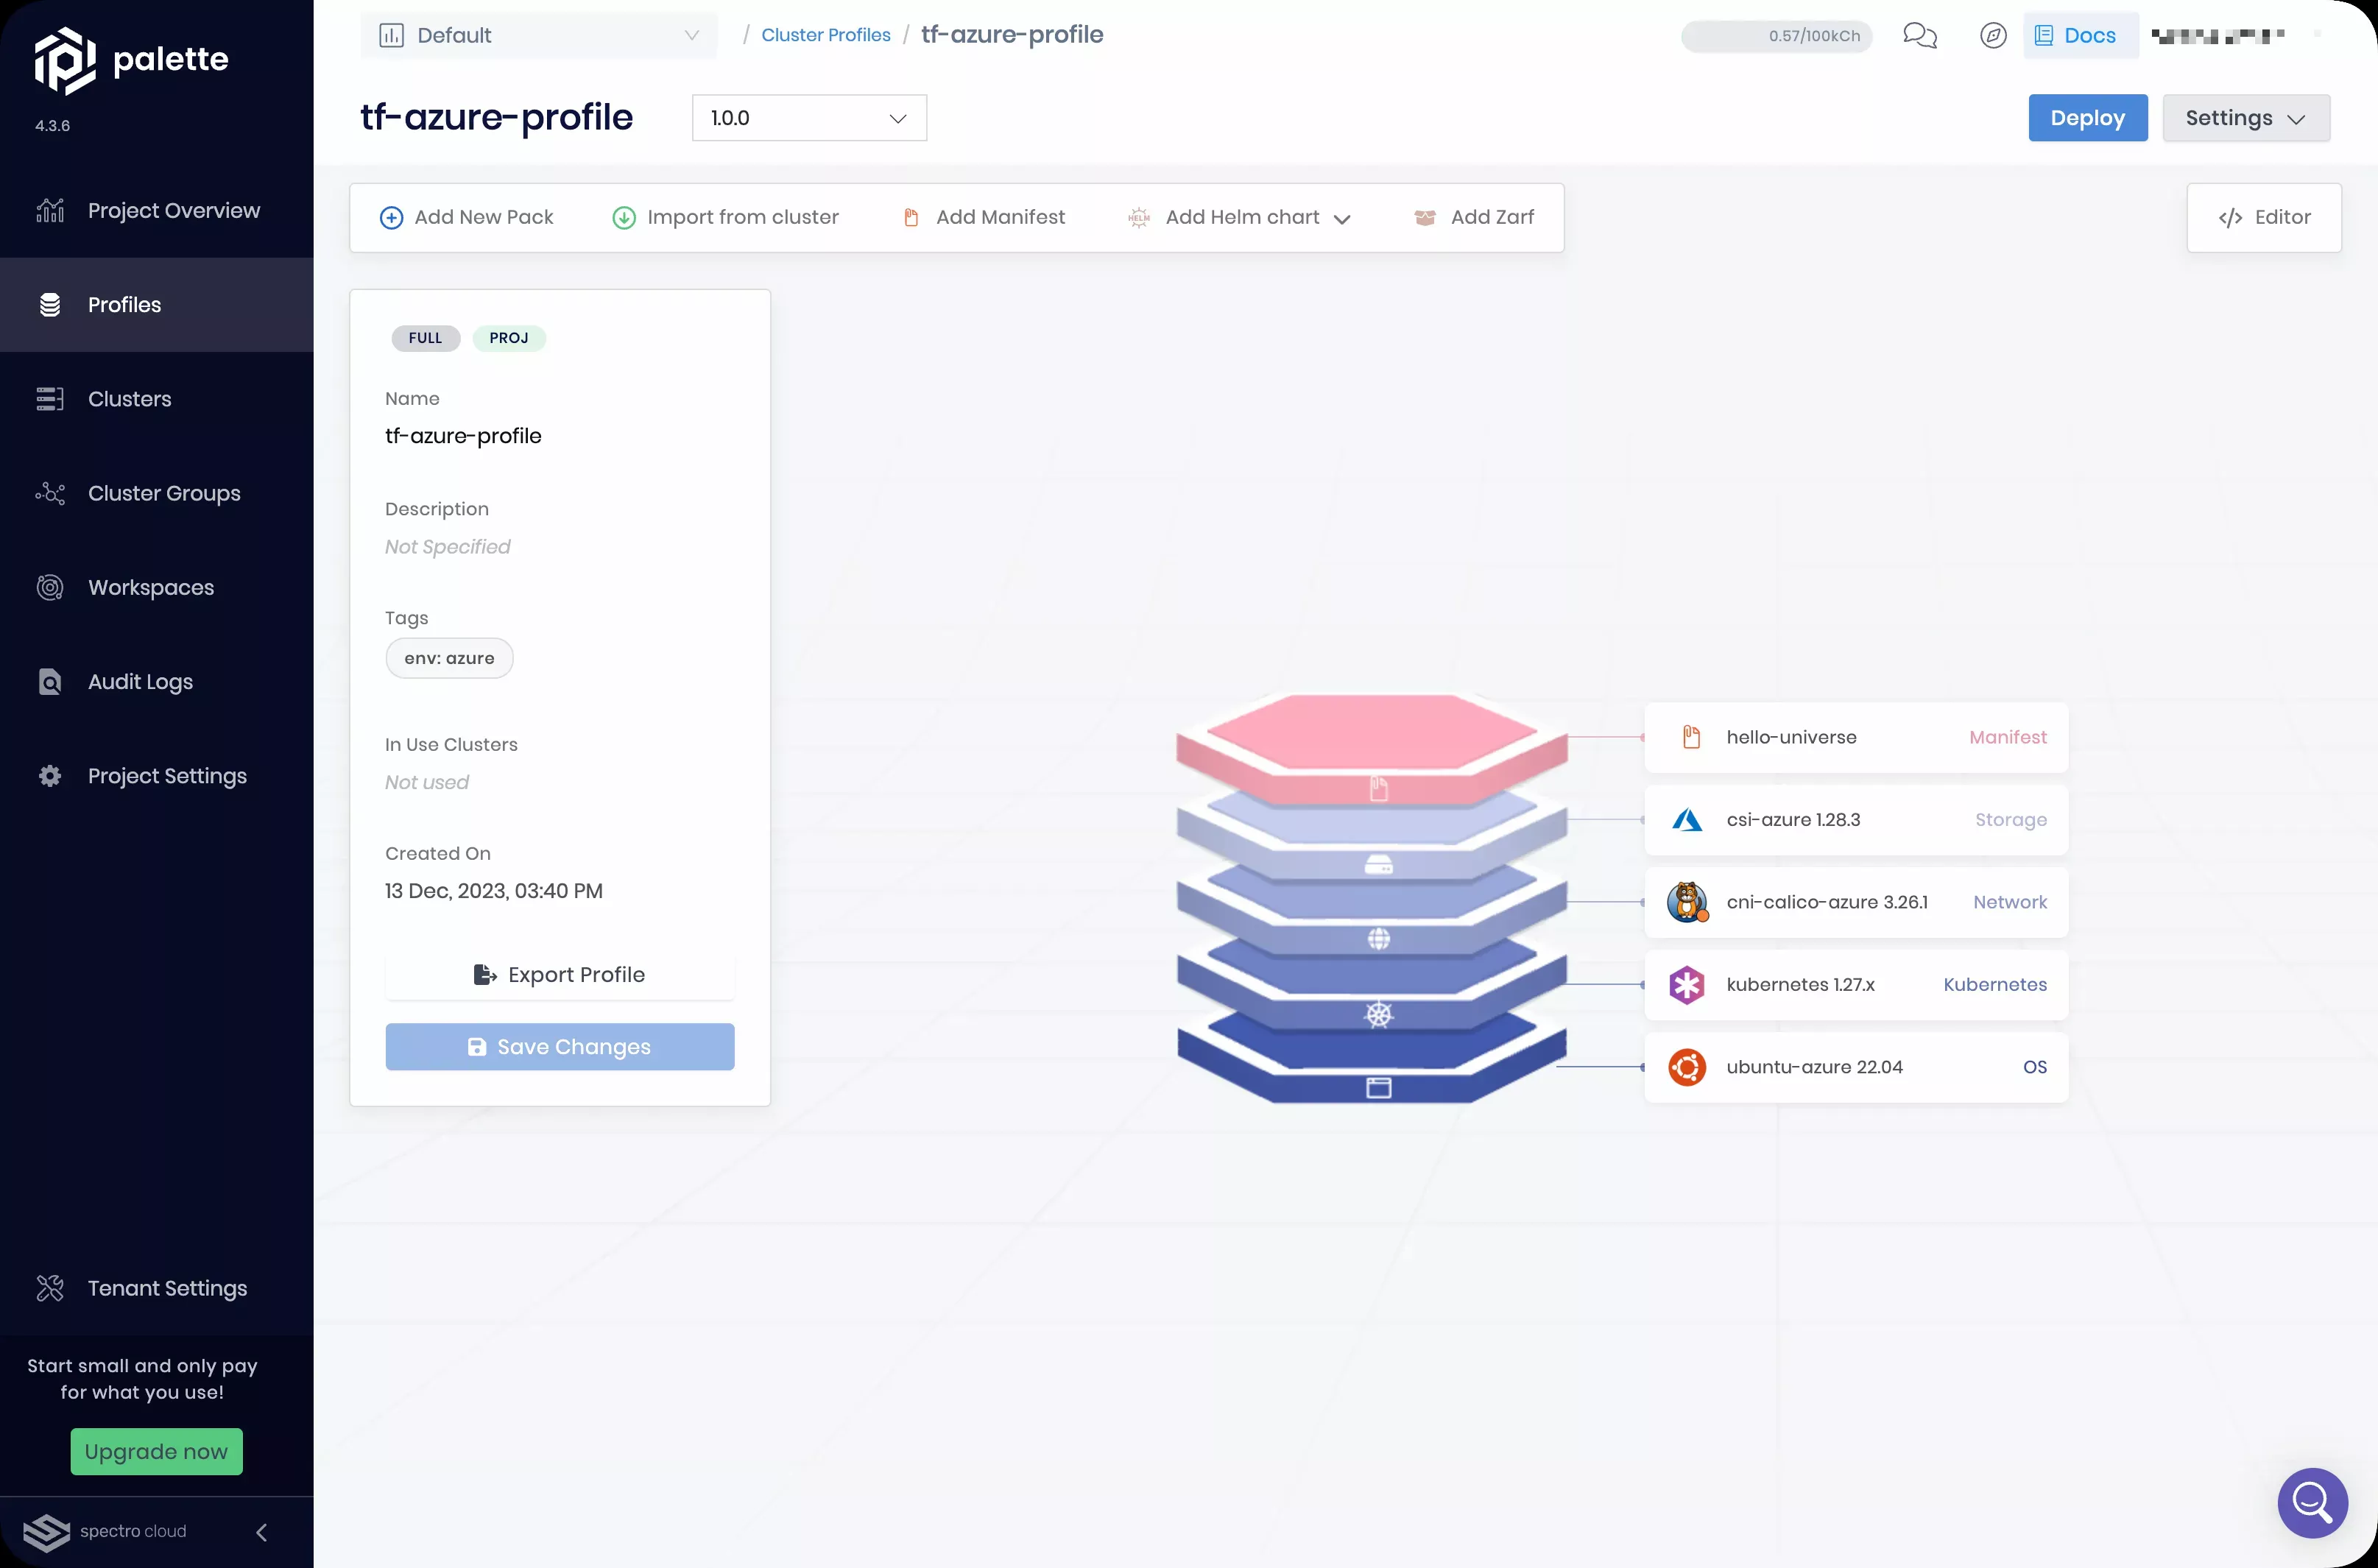 palette
4.3.6
Project Overview
Profiles
Clusters
Cluster Groups
Workspaces
Audit Logs
Project Settings
Tenant Settings
Start small and only pay
for what you use!
Upgrade now
spectro cloud
Default
/ Cluster Profiles / tf-azure-profile
0.57/100kCh
Docs
tf-azure-profile
1.0.0
Deploy
Settings
Add New Pack
Import from cluster
Add Manifest
HELM
Add Helm chart
Add Zarf
</> Editor
FULL
PROJ
Name
tf-azure-profile
Description
Not Specified
Tags
env: azure
In Use Clusters
Not used
Created On
13 Dec, 2023, 03:40 PM
Export Profile
Save Changes
hello-universe Manifest
csi-azure 1.28.3 Storage
cni-calico-azure 3.26.1 Network
kubernetes 1.27.x Kubernetes
ubuntu-azure 22.04 OS